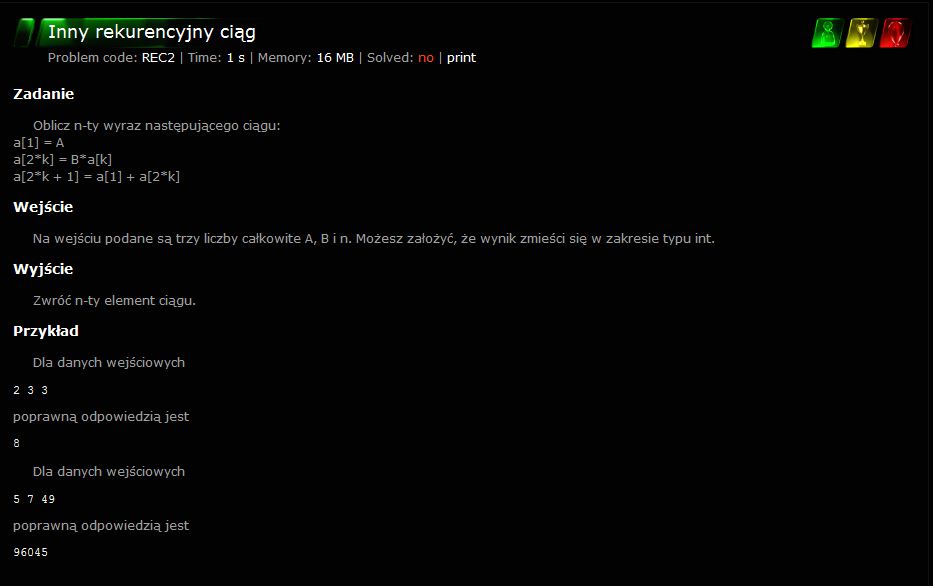 Inny rekurencyjny ciąg
Problem code: REC2 | Time: 1 s | Memory: 16 MB | Solved: no | print
Zadanie
Oblicz n-ty wyraz następującego ciągu:
a[1] = A
a[2*k] = B*a[k]
a[2*k + 1] = a[1] + a[2*k]
Wejście
Na wejściu podane są trzy liczby całkowite A, B i n. Możesz założyć, że wynik zmieści się w zakresie typu int.
Wyjście
Zwróć n-ty element ciągu.
Przykład
Dla danych wejściowych
2 3 3
poprawną odpowiedzią jest
8
Dla danych wejściowych
5 7 49
poprawną odpowiedzią jest
96045